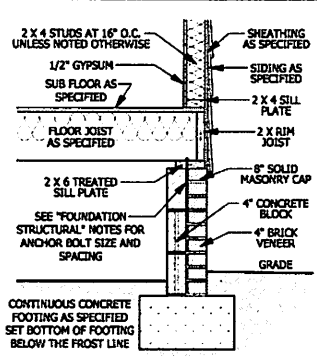 2 X 4 STUDS AT 16" O.C.
UNLESS NOTED OTHERWISE
1/2" GYPSUM
SUB FLOOR AS
SPECIFIED
FLOOR JOIST
AS SPECIFIED
2 X 6 TREATED
SILL PLATE
SEE "FOUNDATION
STRUCTURAL" NOTES FOR
ANCHOR BOLT SIZE AND
SPACING
CONTINUOUS CONCRETE
FOOTING AS SPECIFIED
SET BOTTOM OF FOOTING
BELOW THE FROST LINE
SHEATHING
AS SPECIFIED
SIDING AS
SPECIFIED
2 X 4 SILL
PLATE
2 X RIM
JOIST
8" SOLID
MASONRY CAP
4" CONCRETE
BLOCK
4" BRICK
VENEER
GRADE